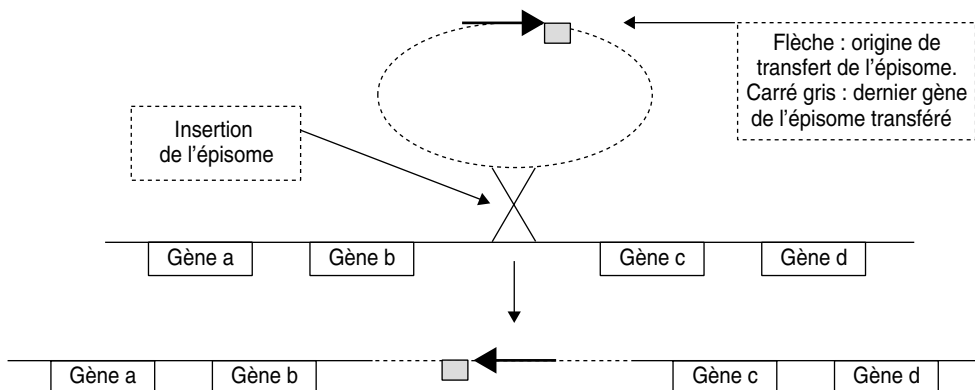 Flèche : origine de
transfert de l'épisome.
Carré gris : dernier gène
de l'épisome transféré
Insertion
de l'épisome
Gène a
Gène b
Gène c
Gène d
Gène a
Gène b
Gène c
Gène d